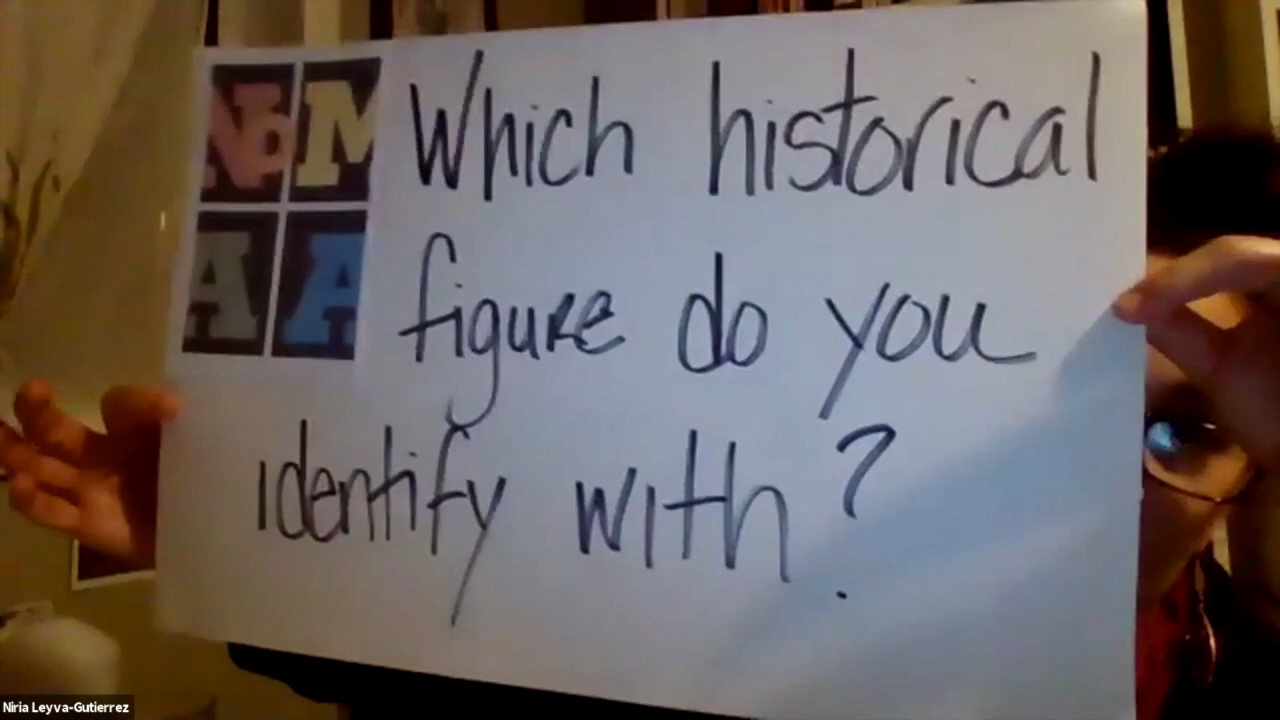 NoM
AA
Which historical
figure do you
identify with?
Niria Leyva-Gutierrez